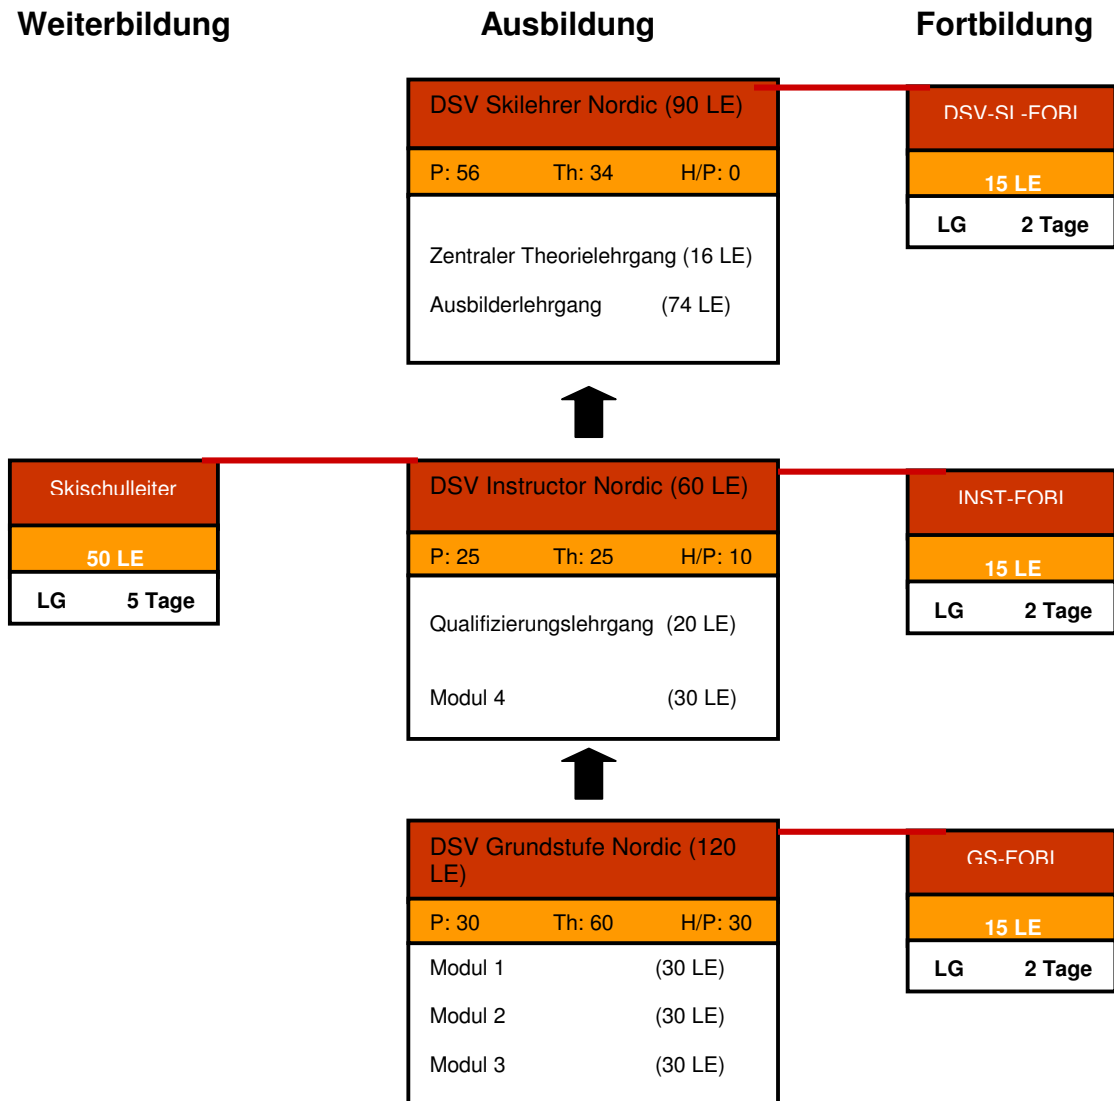 Weiterbildung
Ausbildung
Fortbildung
DSV Skilehrer Nordic (90 LE)
P: 56 Th: 34 H/P: 0
Zentraler Theorielehrgang (16 LE)
Ausbilderlehrgang (74 LE)
DSV-SL-FOBI
15 LE
LG 2 Tage
Skischulleiter
50 LE
LG 5 Tage
DSV Instructor Nordic (60 LE)
P: 25 Th: 25 H/P: 10
Qualifizierungslehrgang (20 LE)
Modul 4 (30 LE)
INST-FOBI
15 LE
LG 2 Tage
DSV Grundstufe Nordic (120
LE)
P: 30 Th: 60 H/P: 30
Modul 1 (30 LE)
Modul 2 (30 LE)
Modul 3 (30 LE)
GS-FOBI
15 LE
LG 2 Tage